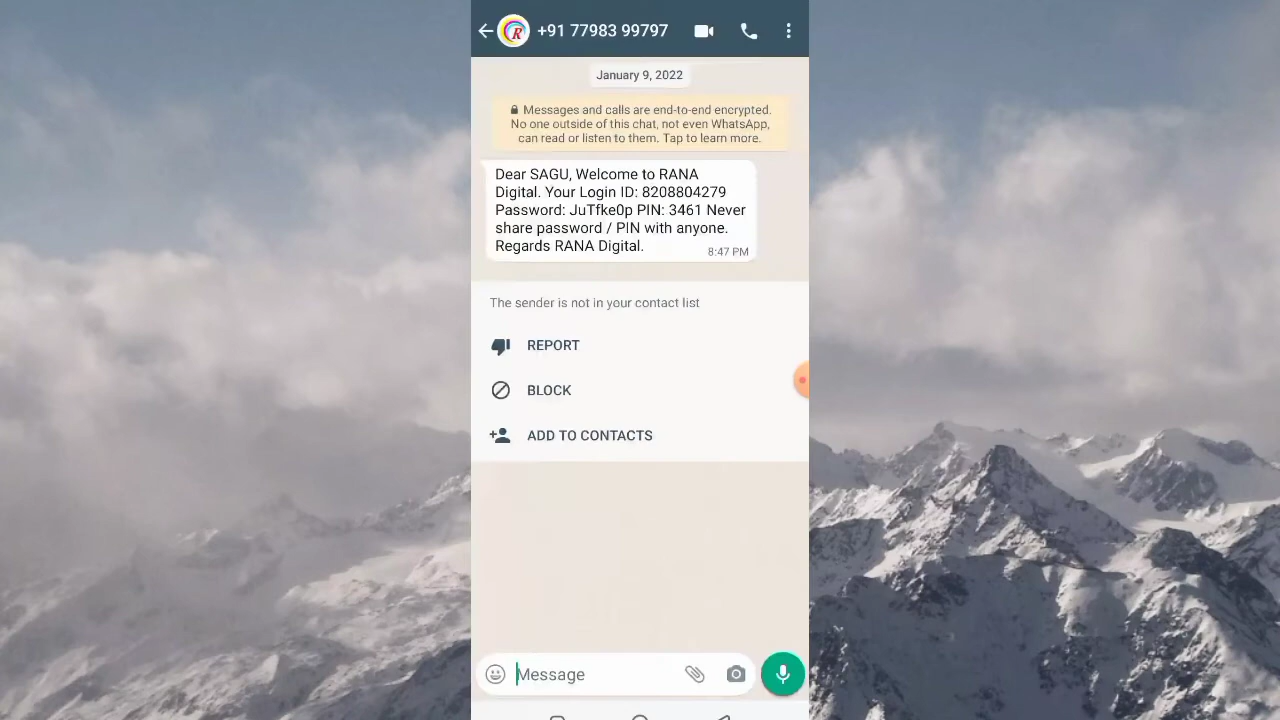 +91 77983 99797
January 9, 2022
Messages and calls are end-to-end encrypted.
No one outside of this chat, not even WhatsApp,
can read or listen to them. Tap to learn more.
Dear SAGU, Welcome to RANA
Digital. Your Login ID: 8208804279
Password: JuTfke0p PIN: 3461 Never
share password / PIN with anyone.
Regards RANA Digital.
8:47 PM
The sender is not in your contact list
REPORT
BLOCK
ADD TO CONTACTS
Message